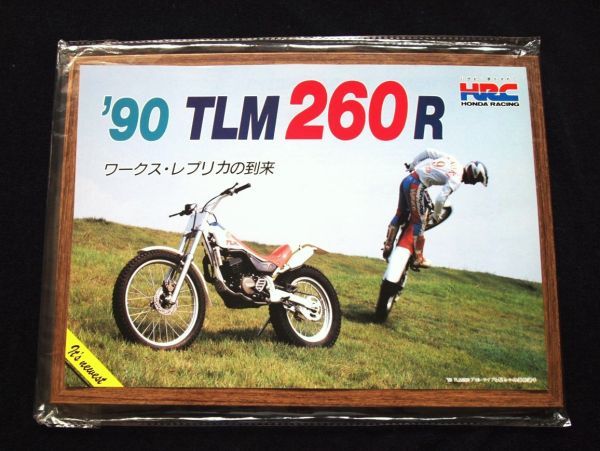 '90 TLM 260 R
HRC
HONDA RACING
ワークス・レプリカの到来
TLM
It's newest